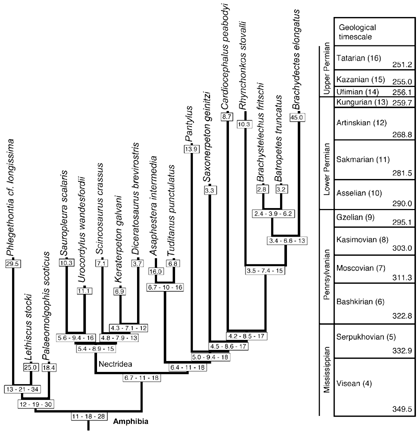 Phlegethontia cf. longissima
Lethiscus stocki
Palaeomolgophis scoticus
Sauropleura scalaris
Urocordylus wandesfordii
Scincosaurus crassus
Keraterpeton galvani
Diceratosaurus brevirostris
Asaphestera intermedia
Tuditanus punctulatus
Pantylus
Saxonerpeton geinitzi
Cardiocephalus peabodyi
Rhynchonkos stovalli
Brachystelechus fritschi
Batropetes truncatus
Brachydectes elongatus
29.5
25.0
18.4
10.3
11.1
7.1
6.9
3.7
16.0
6.8
13.9
5.3
8.7
10.3
2.8
3.2
45.0
2.4 - 3.9 - 6.2
3.4 - 6.8 - 13
3.5 - 7.4 - 15
4.2 - 8.5 - 17
4.5 - 8.6 - 17
5.0 - 9.4 - 18
6.7 - 10 - 16
6.4 - 11 - 18
4.3 - 7.1 - 12
4.8 - 7.9 - 13
5.6 - 9.4 - 16
5.4 - 8.9 - 15
Nectridea
6.7 - 11 - 18
13 - 21 - 34
12 - 19 - 30
11 - 18 - 28
Amphibia
Geological
timescale
Upper Permian
Tatarian (16)
251.2
Kazanian (15)
255.0
Ufimian (14)
256.1
Lower Permian
Kungurian (13)
259.7
Artinskian (12)
268.8
Sakmarian (11)
281.5
Asselian (10)
290.0
Pennsylvanian
Gzelian (9)
295.1
Kasimovian (8)
303.0
Moscovian (7)
311.3
Bashkirian (6)
322.8
Mississippian
Serpukhovian (5)
332.9
Visean (4)
349.5